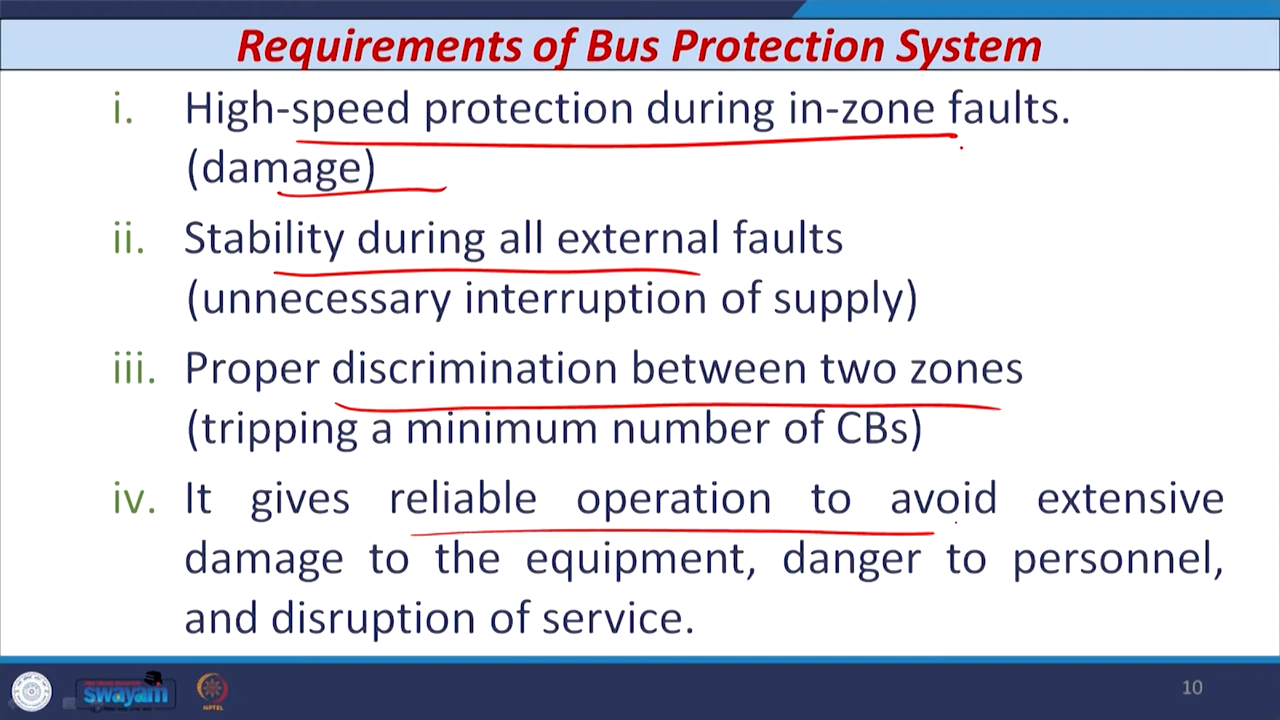 Requirements of Bus Protection System
i. High-speed protection during in-zone faults.
(damage)
ii. Stability during all external faults
(unnecessary interruption of supply)
iii. Proper discrimination between two zones
(tripping a minimum number of CBs)
iv. It gives reliable operation to avoid extensive
damage to the equipment, danger to personnel,
and disruption of service.
swayam
NPTEL
10